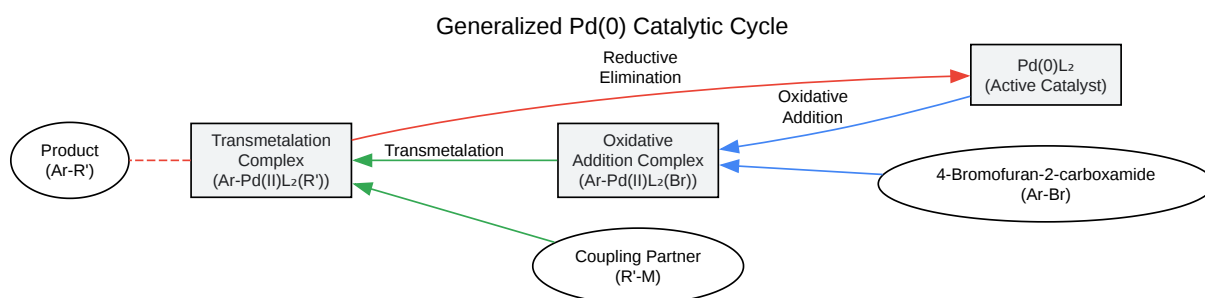 Generalized Pd(0) Catalytic Cycle
Reductive
Elimination
Pd(0)L₂
(Active Catalyst)
Oxidative
Addition
Product
(Ar-R')
Transmetalation
Complex
(Ar-Pd(II)L₂(R'))
Transmetalation
Oxidative
Addition Complex
(Ar-Pd(II)L₂(Br))
4-Bromofuran-2-carboxamide
(Ar-Br)
Coupling Partner
(R'-M)